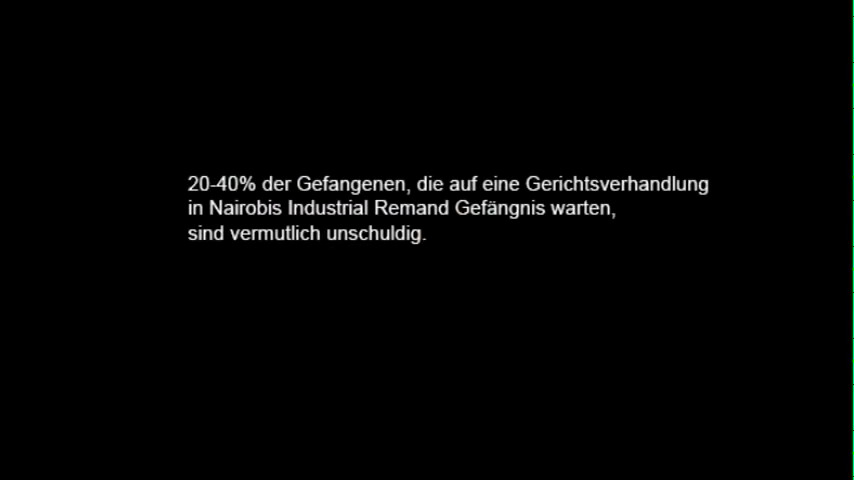 20-40% der Gefangenen, die auf eine Gerichtsverhandlung
in Nairobis Industrial Remand Gefängnis warten,
sind vermutlich unschuldig.